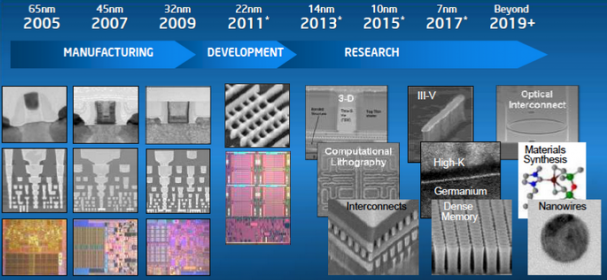 65nm 45nm 32nm 22nm 14nm 10nm 7nm Beyond
2005 2007 2009 2011* 2013* 2015* 2017* 2019+
MANUFACTURING DEVELOPMENT RESEARCH
3-D
III-V
Optical
Interconnect
Computational
Lithography
High-K
Germanium
Materials
Synthesis
Interconnects
Dense
Memory
Nanowires